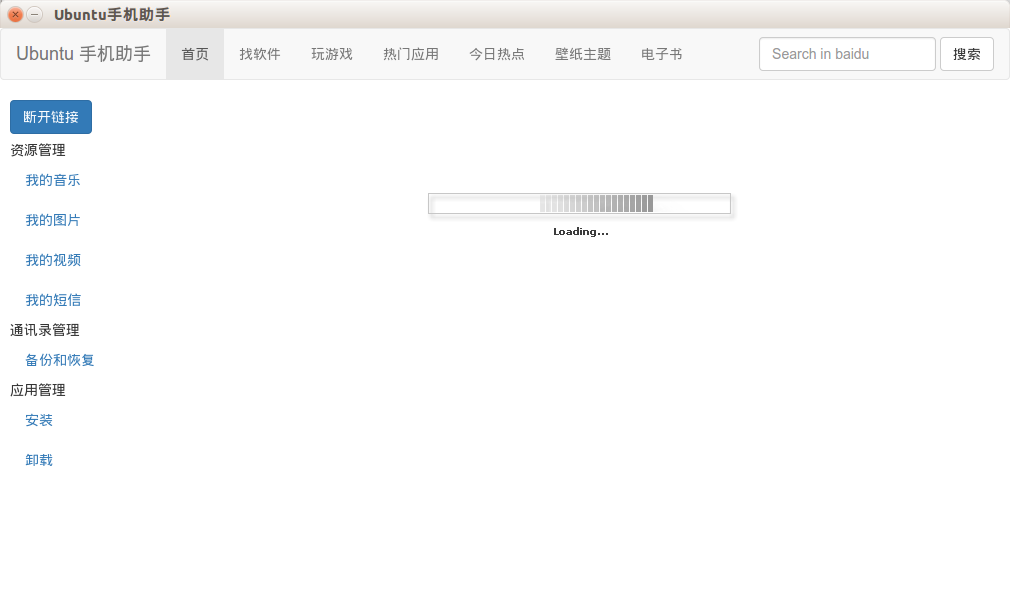 Ubuntu手机助手
Ubuntu 手机助手 首页 找软件 玩游戏 热门应用 今日热点 壁纸主题 电子书 Search in baidu 搜索
断开链接
资源管理
我的音乐
我的图片
我的视频
我的短信
通讯录管理
备份和恢复
应用管理
安装
卸载
Loading...